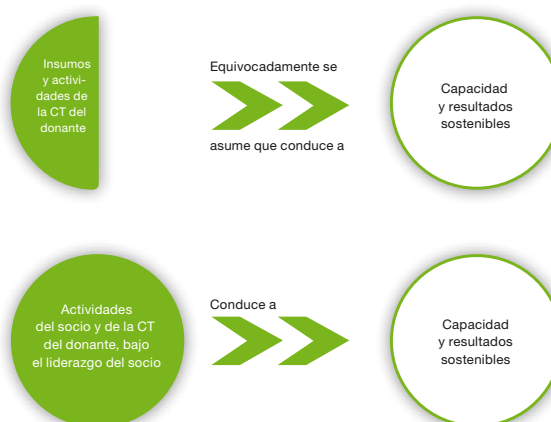 Insumos
y activi-
dades de
la CT del
donante
Equivocadamente se
asume que conduce a
Capacidad
y resultados
sostenibles
Actividades
del socio y de la CT
del donante, bajo
el liderazgo del socio
Conduce a
Capacidad
y resultados
sostenibles